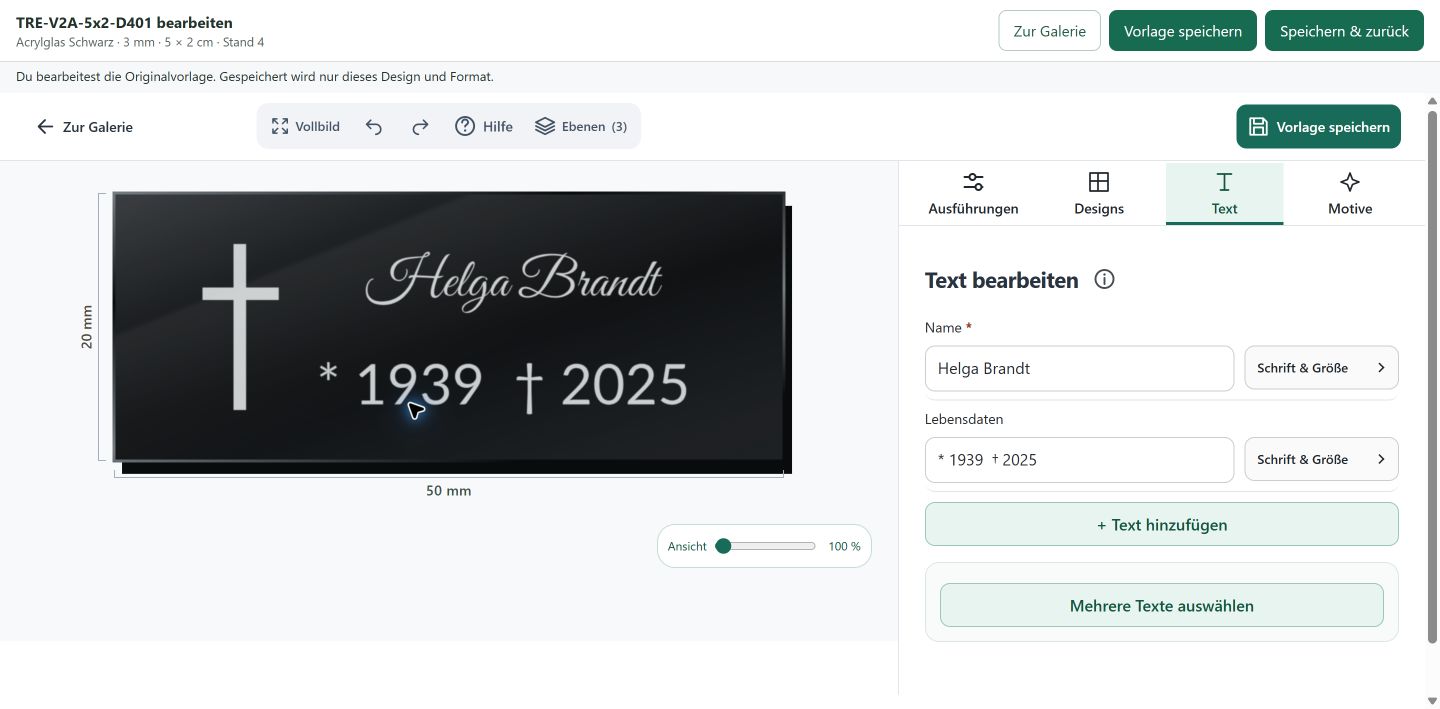 TRE-V2A-5x2-D401 bearbeiten
Acrylglas Schwarz · 3 mm · 5 × 2 cm · Stand 4
Zur Galerie
Vorlage speichern
Speichern & zurück
Du bearbeitest die Originalvorlage. Gespeichert wird nur dieses Design und Format.
Zur Galerie
Vollbild
Hilfe
Ebenen (3)
Vorlage speichern
Ausführungen
Designs
Text
Motive
20 mm
Helga Brandt
* 1939 † 2025
50 mm
Ansicht
100 %
Text bearbeiten
Name *
Helga Brandt
Schrift & Größe
Lebensdaten
* 1939 † 2025
Schrift & Größe
+ Text hinzufügen
Mehrere Texte auswählen